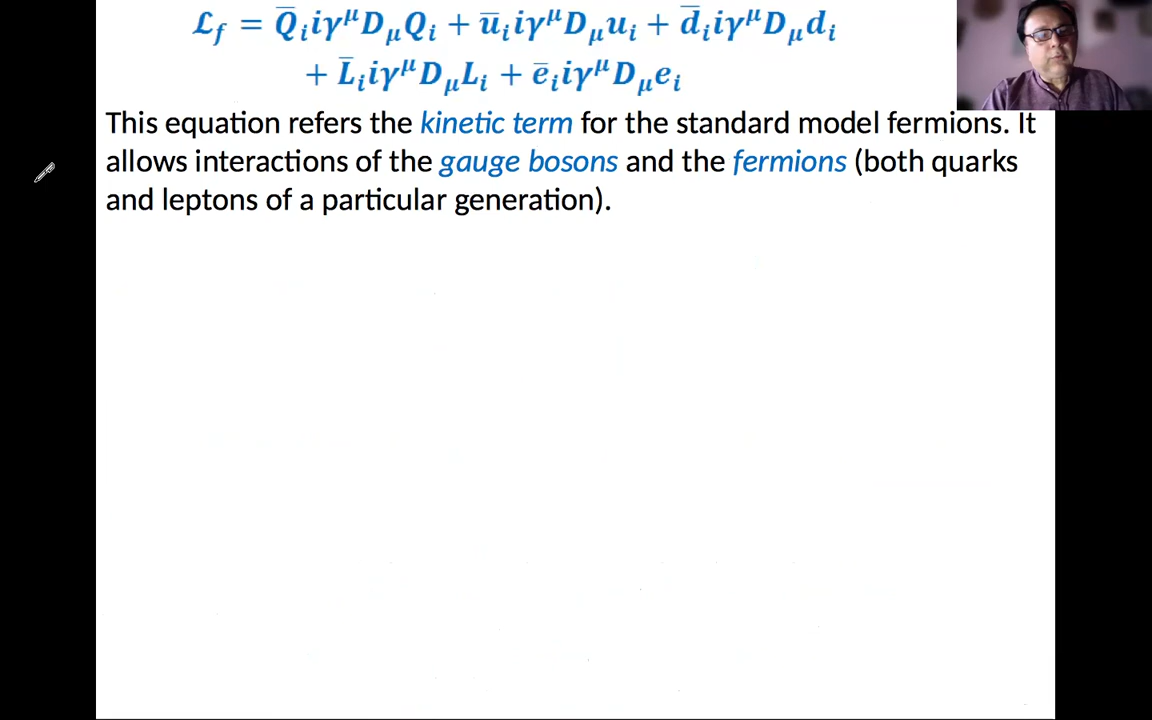 𝓛_f = Q̄_i iγ^μ D_μ Q_i + ū_i iγ^μ D_μ u_i + d̄_i iγ^μ D_μ d_i
+ L̄_i iγ^μ D_μ L_i + ē_i iγ^μ D_μ e_i
This equation refers the kinetic term for the standard model fermions. It
allows interactions of the gauge bosons and the fermions (both quarks
and leptons of a particular generation).